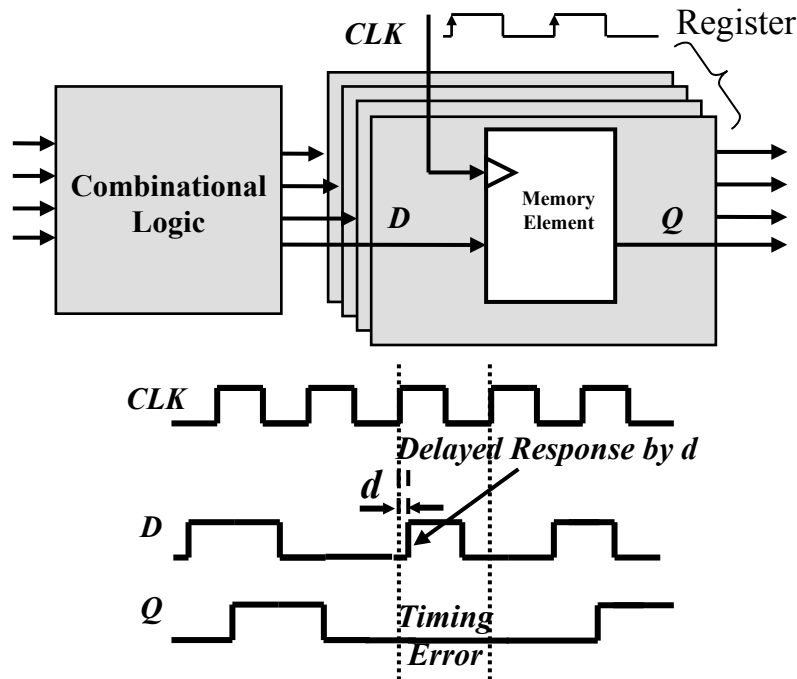 CLK
Register
Combinational
Logic
Memory
Element
D
Q
CLK
Delayed Response by d
d
D
Q
Timing
Error